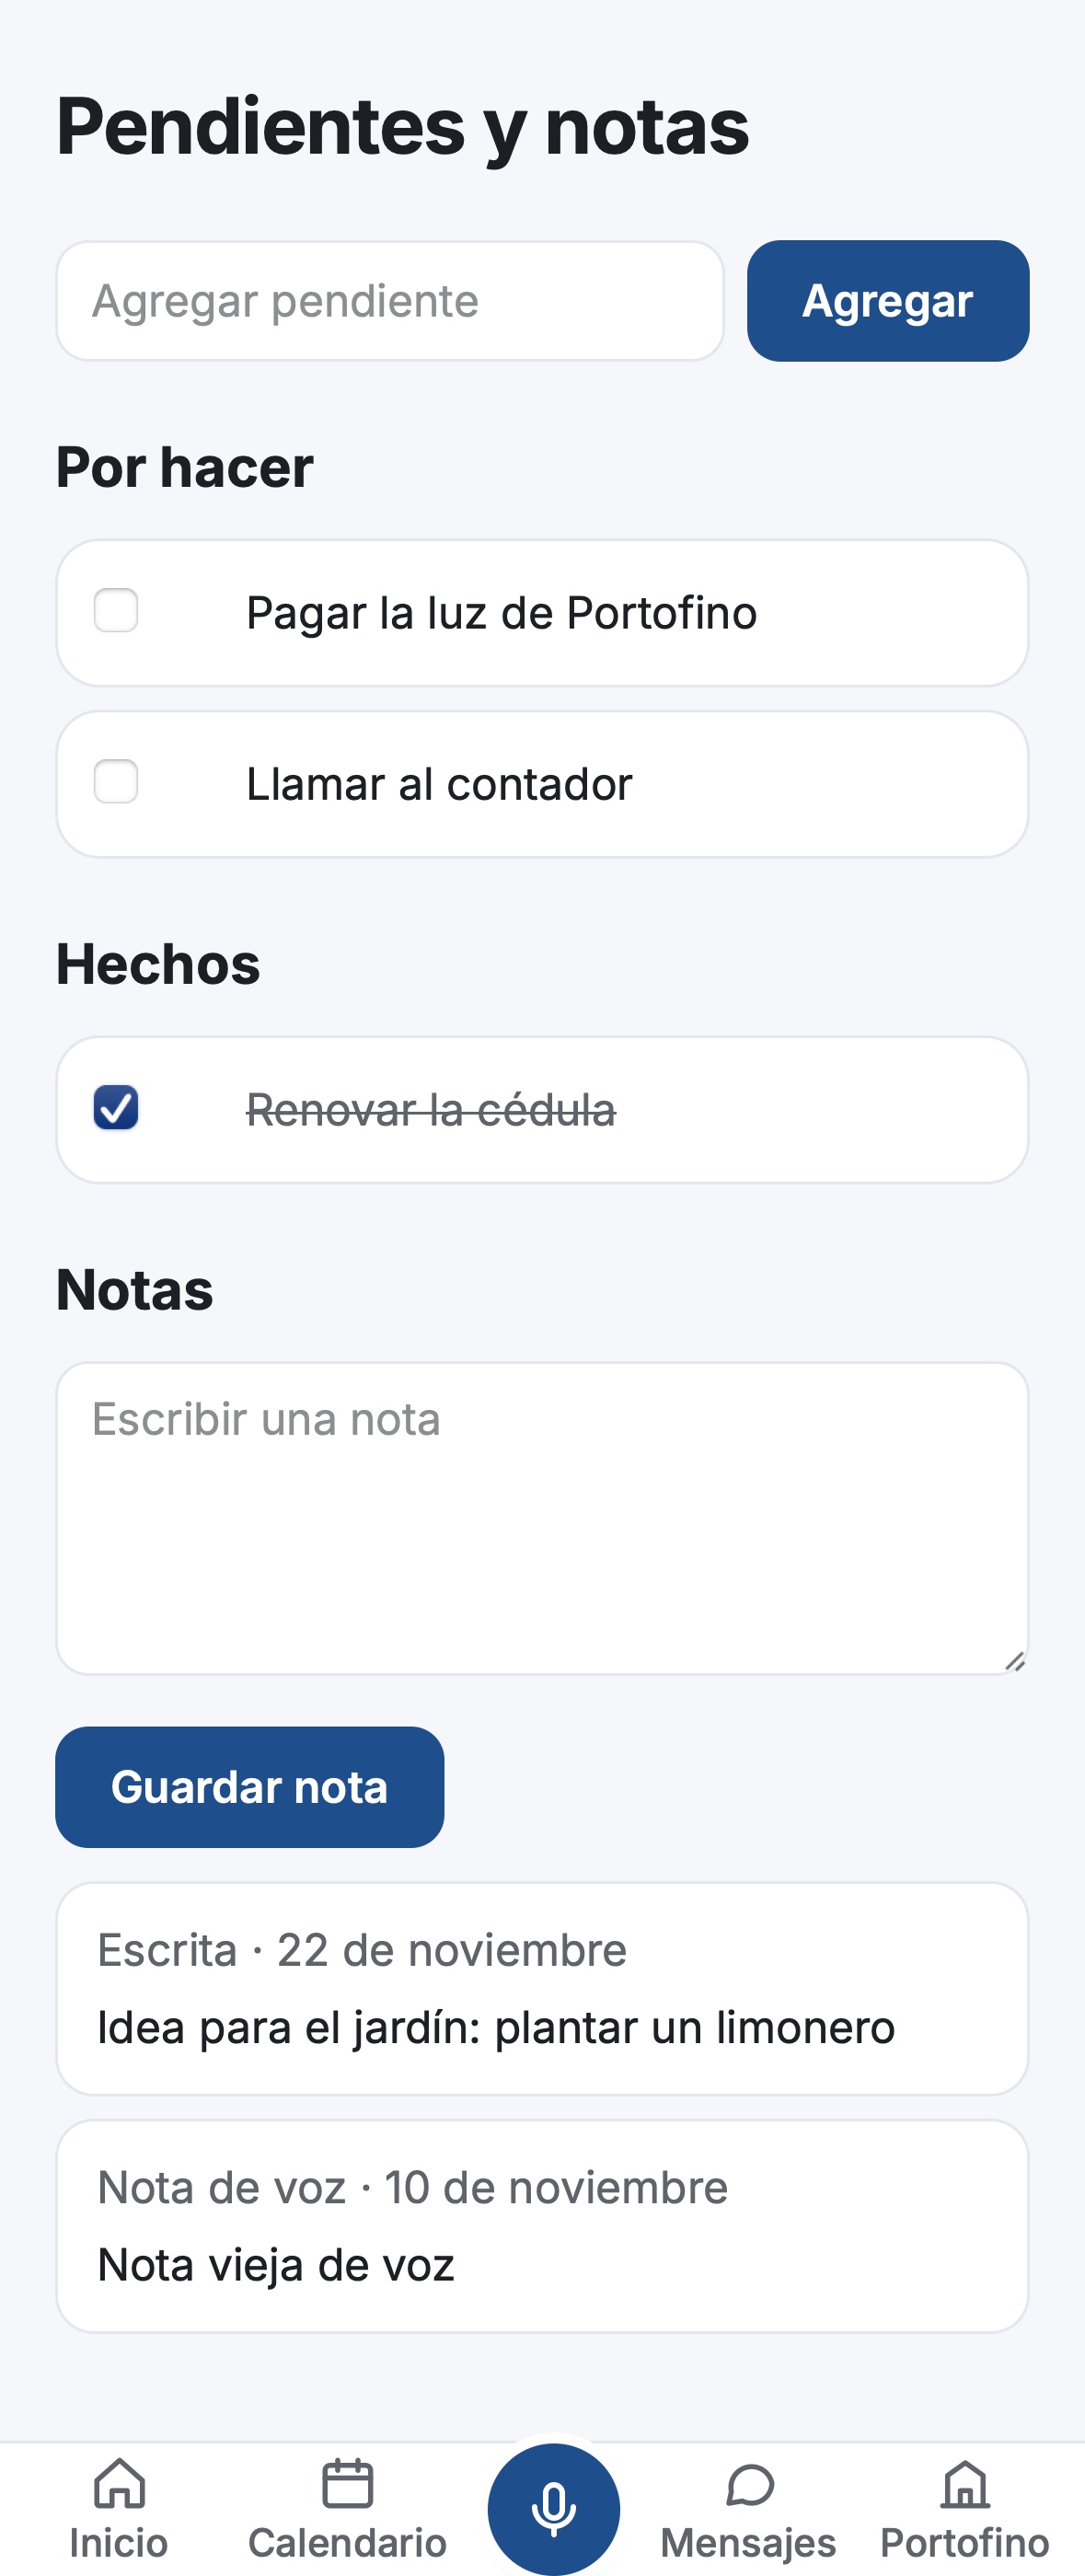 Pendientes y notas
Agregar pendiente
Agregar
Por hacer
Pagar la luz de Portofino
Llamar al contador
Hechos
Renovar la cédula
Notas
Escribir una nota
Guardar nota
Escrita · 22 de noviembre
Idea para el jardín: plantar un limonero
Nota de voz · 10 de noviembre
Nota vieja de voz
Inicio
Calendario
Mensajes
Portofino